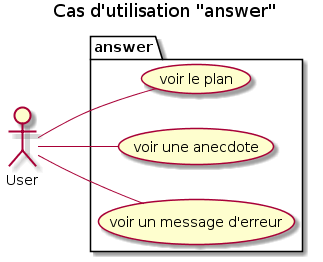 Cas d'utilisation "answer"
answer
voir le plan
voir une anecdote
User
voir un message d'erreur